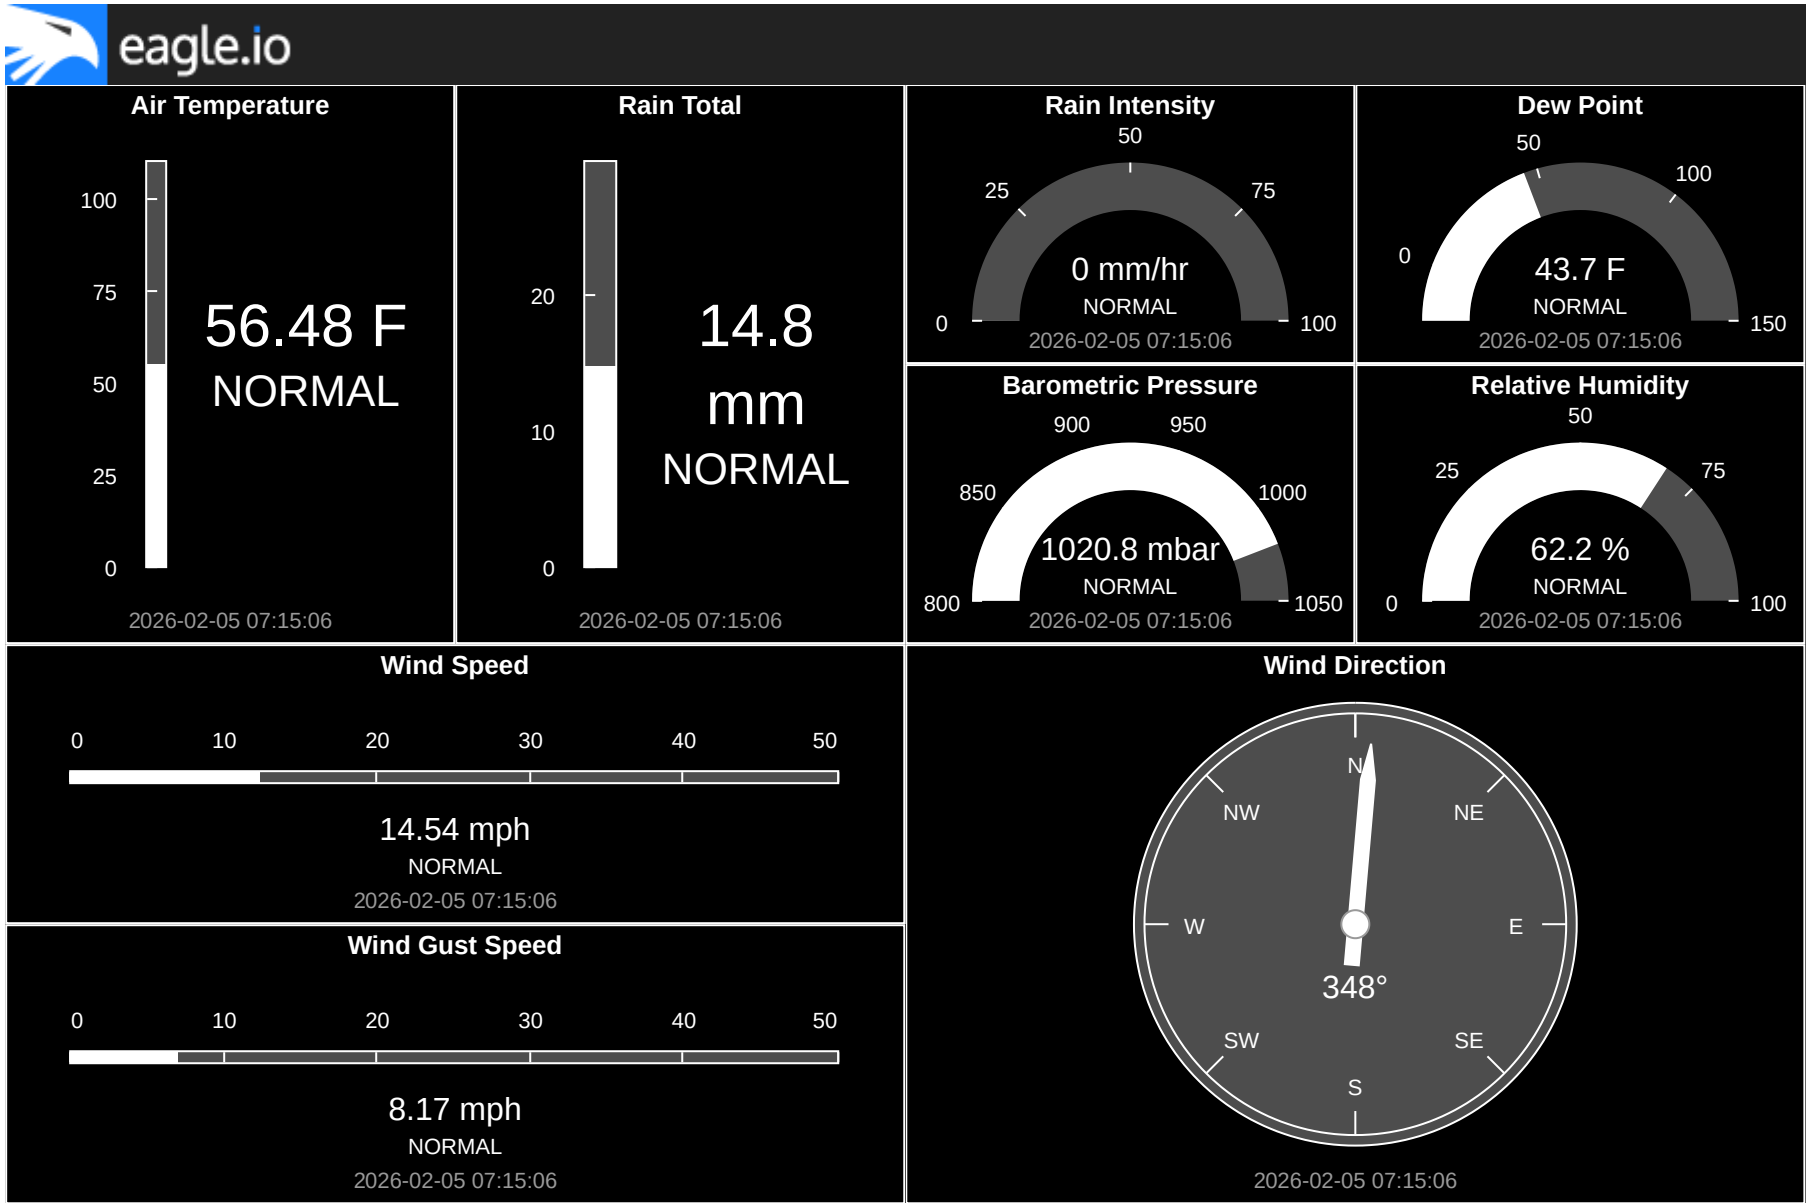 eagle.io
Air Temperature
100
75
50
25
0
56.48 F
NORMAL
2026-02-05 07:15:06
Rain Total
20
10
0
14.8
mm
NORMAL
2026-02-05 07:15:06
Rain Intensity
0
25
50
75
100
0 mm/hr
NORMAL
2026-02-05 07:15:06
Dew Point
0
50
100
150
43.7 F
NORMAL
2026-02-05 07:15:06
Barometric Pressure
800
850
900
950
1000
1050
1020.8 mbar
NORMAL
2026-02-05 07:15:06
Relative Humidity
0
25
50
75
100
62.2 %
NORMAL
2026-02-05 07:15:06
Wind Speed
0 10 20 30 40 50
14.54 mph
NORMAL
2026-02-05 07:15:06
Wind Gust Speed
0 10 20 30 40 50
8.17 mph
NORMAL
2026-02-05 07:15:06
Wind Direction
N
NW NE
W E
348°
SW SE
S
2026-02-05 07:15:06